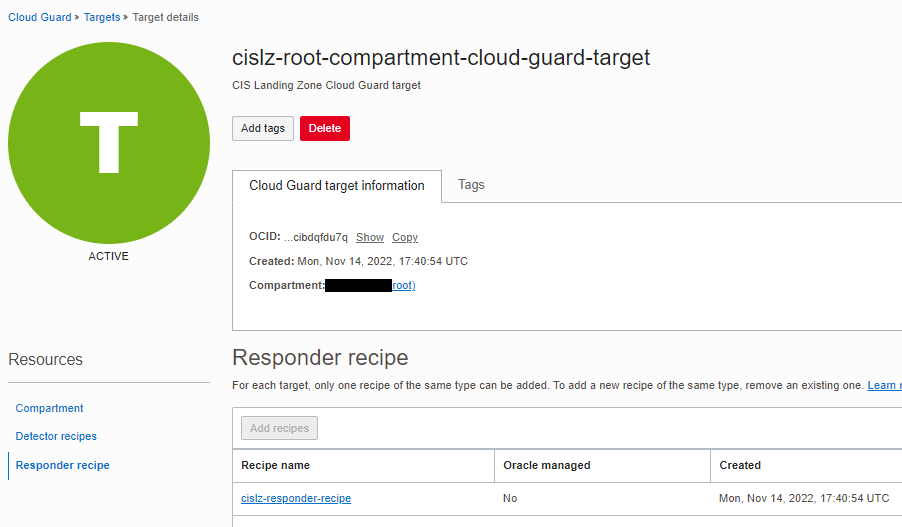 Cloud Guard » Targets » Target details
T
ACTIVE
cislz-root-compartment-cloud-guard-target
CIS Landing Zone Cloud Guard target
Add tags Delete
Cloud Guard target information Tags
OCID: ...cibdqfdu7q Show Copy
Created: Mon, Nov 14, 2022, 17:40:54 UTC
Compartment: root)
Resources
Compartment
Detector recipes
Responder recipe
Responder recipe
For each target, only one recipe of the same type can be added. To add a new recipe of the same type, remove an existing one. Learn
Add recipes
Recipe name Oracle managed Created
cislz-responder-recipe No Mon, Nov 14, 2022, 17:40:54 UTC